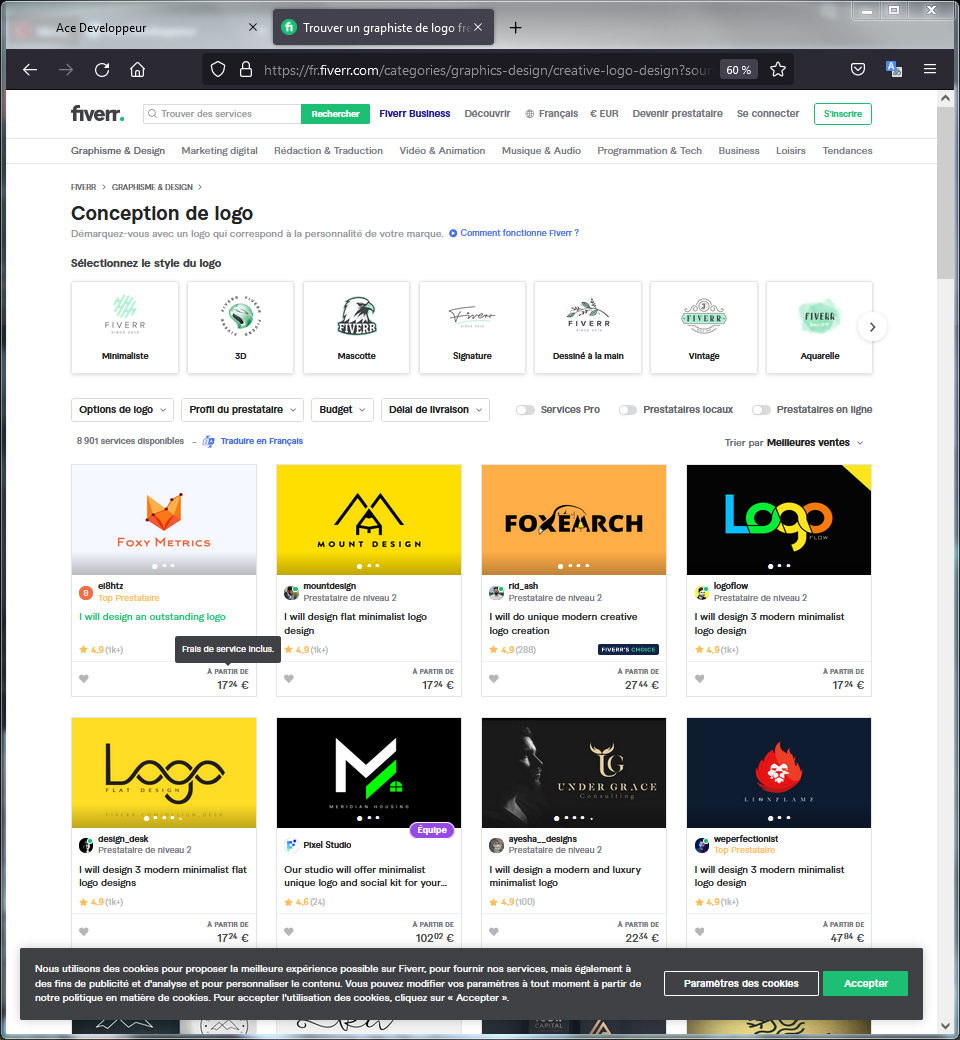 Ace Developpeur
Trouver un graphiste de logo fre
https://fr.fiverr.com/categories/graphics-design/creative-logo-design?sour
60 %
fiverr.
Trouver des services
Rechercher
Fiverr Business
Découvrir
Français
€ EUR
Devenir prestataire
Se connecter
S'inscrire
Graphisme & Design
Marketing digital
Rédaction & Traduction
Vidéo & Animation
Musique & Audio
Programmation & Tech
Business
Loisirs
Tendances
FIVERR > GRAPHISME & DESIGN >
Conception de logo
Démarquez-vous avec un logo qui correspond à la personnalité de votre marque.
Comment fonctionne Fiverr ?
Sélectionnez le style du logo
FIVERR
SINCE 2010
Minimaliste
FIVERR FIVERR FIVERR FIVERR
3D
FIVERR
Mascotte
Fiverr
SINCE 2010
Signature
FIVERR
SINCE 2010
Dessiné à la main
FIVERR
Vintage
FIVERR
Aquarelle
Options de logo
Profil du prestataire
Budget
Délai de livraison
Services Pro
Prestataires locaux
Prestataires en ligne
8 901 services disponibles
Traduire en Français
Trier par Meilleures ventes
FOXY METRICS
MOUNT DESIGN
FOXEARCH
Logo
FLOW
ei8htz
Top Prestataire
I will design an outstanding logo
4,9 (1k+)
Frais de service inclus.
À PARTIR DE
17 24 €
mountdesign
Prestataire de niveau 2
I will design flat minimalist logo
design
4,9 (1k+)
À PARTIR DE
17 24 €
rid_ash
Prestataire de niveau 2
I will do unique modern creative
logo creation
4,9 (288)
FIVERR'S CHOICE
À PARTIR DE
27 44 €
logoflow
Prestataire de niveau 2
I will design 3 modern minimalist
logo design
4,9 (1k+)
À PARTIR DE
17 24 €
Logo
FLAT DESIGN
MERIDIAN HOUSING
UG
UNDER GRACE
Consulting
LIONFLAME
design_desk
Prestataire de niveau 2
I will design 3 modern minimalist flat
logo designs
4,9 (1k+)
À PARTIR DE
17 24 €
Équipe
Pixel Studio
Our studio will offer minimalist
unique logo and social kit for your...
4,6 (24)
À PARTIR DE
102 02 €
ayesha__designs
Prestataire de niveau 2
I will design a modern and luxury
minimalist logo
4,9 (100)
À PARTIR DE
22 34 €
weperfectionist
Top Prestataire
I will design 3 modern minimalist
logo design
4,9 (1k+)
À PARTIR DE
47 84 €
Nous utilisons des cookies pour proposer la meilleure expérience possible sur Fiverr, pour fournir nos services, mais également à
des fins de publicité et d'analyse et pour personnaliser le contenu. Vous pouvez modifier vos paramètres à tout moment à partir de
notre politique en matière de cookies. Pour accepter l'utilisation des cookies, cliquez sur « Accepter ».
Paramètres des cookies
Accepter
CAPITAL